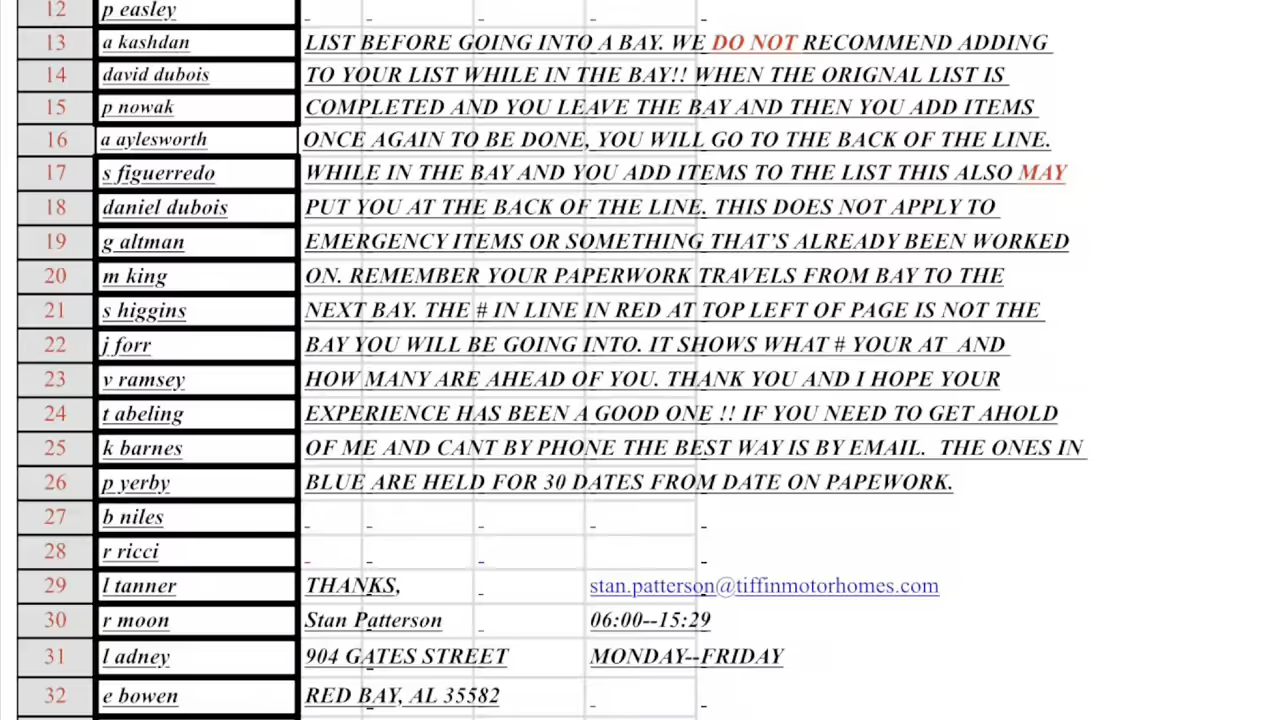 12 p easley
13 a kashdan LIST BEFORE GOING INTO A BAY. WE DO NOT RECOMMEND ADDING
14 david dubois TO YOUR LIST WHILE IN THE BAY!! WHEN THE ORIGNAL LIST IS
15 p nowak COMPLETED AND YOU LEAVE THE BAY AND THEN YOU ADD ITEMS
16 a aylesworth ONCE AGAIN TO BE DONE, YOU WILL GO TO THE BACK OF THE LINE.
17 s figuerredo WHILE IN THE BAY AND YOU ADD ITEMS TO THE LIST THIS ALSO MAY
18 daniel dubois PUT YOU AT THE BACK OF THE LINE. THIS DOES NOT APPLY TO
19 g altman EMERGENCY ITEMS OR SOMETHING THAT'S ALREADY BEEN WORKED
20 m king ON. REMEMBER YOUR PAPERWORK TRAVELS FROM BAY TO THE
21 s higgins NEXT BAY. THE # IN LINE IN RED AT TOP LEFT OF PAGE IS NOT THE
22 j forr BAY YOU WILL BE GOING INTO. IT SHOWS WHAT # YOUR AT AND
23 v ramsey HOW MANY ARE AHEAD OF YOU. THANK YOU AND I HOPE YOUR
24 t abeling EXPERIENCE HAS BEEN A GOOD ONE !! IF YOU NEED TO GET AHOLD
25 k barnes OF ME AND CANT BY PHONE THE BEST WAY IS BY EMAIL. THE ONES IN
26 p yerby BLUE ARE HELD FOR 30 DATES FROM DATE ON PAPEWORK.
27 b niles
28 r ricci
29 l tanner THANKS, stan.patterson@tiffinmotorhomes.com
30 r moon Stan Patterson 06:00--15:29
31 l adney 904 GATES STREET MONDAY--FRIDAY
32 e bowen RED BAY, AL 35582